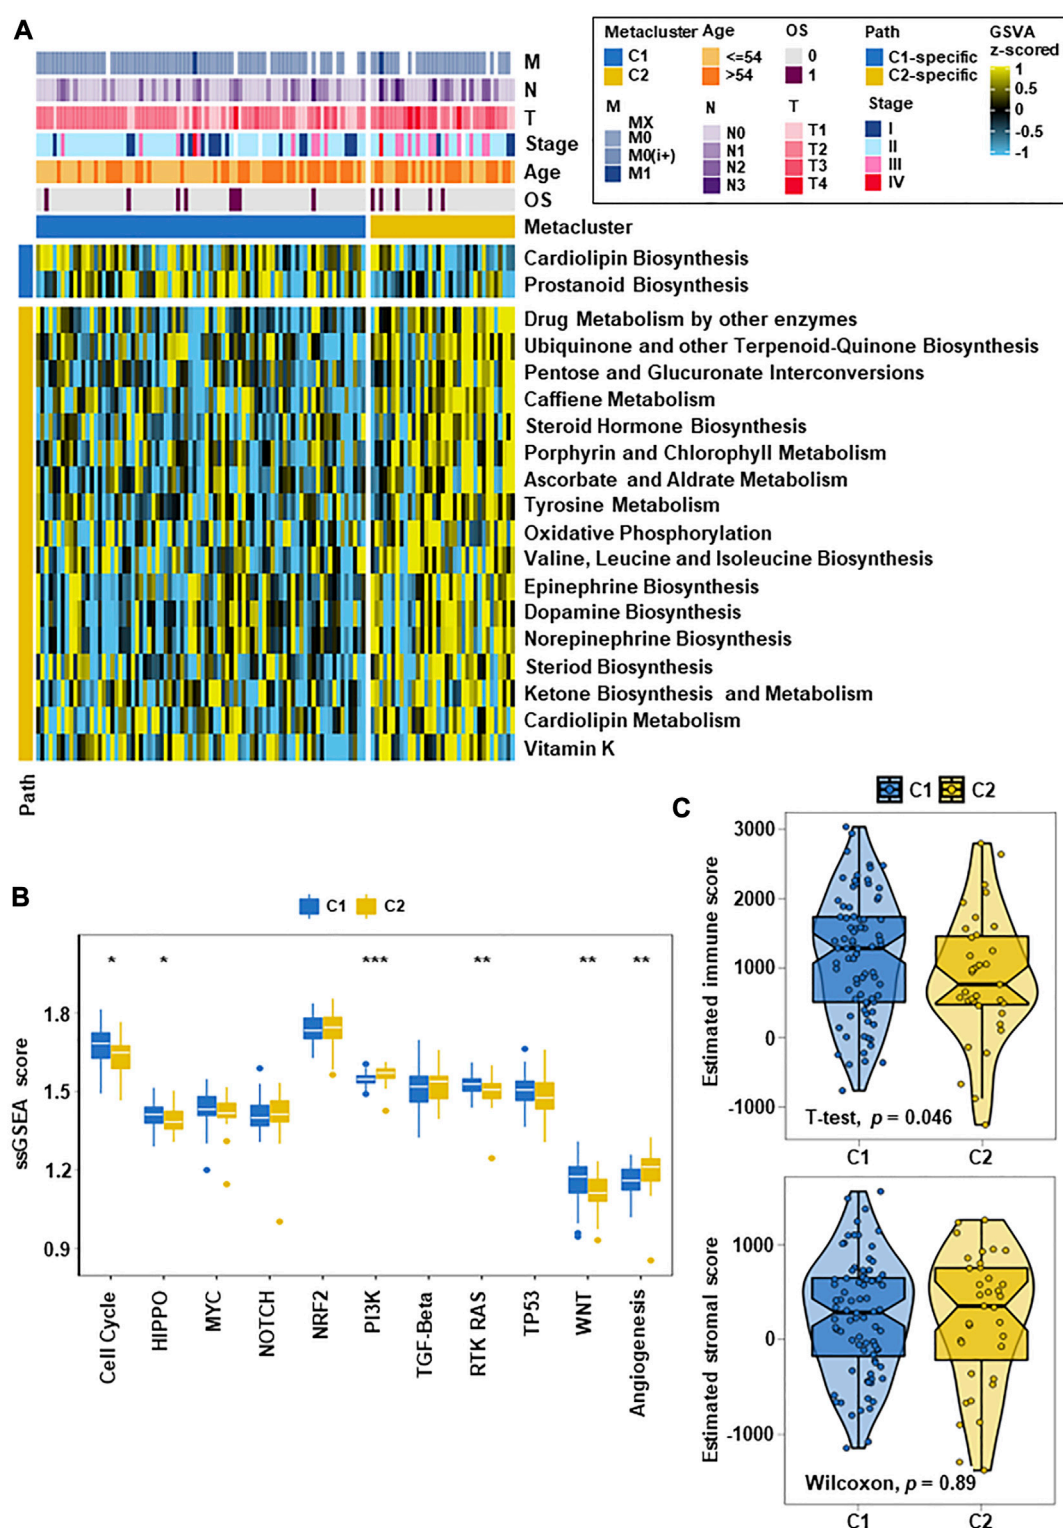 A
M
N
T
Stage
Age
OS
Metacluster
Metacluster Age OS Path GSVA
z-scored
C1 <=54 0 C1-specific 1
C2 >54 1 C2-specific 0.5
0
-0.5
-1
M N T Stage
MX
M0
M0(i+)
M1
N0
N1
N2
N3
T1
T2
T3
T4
I
II
III
IV
Cardiolipin Biosynthesis
Prostanoid Biosynthesis
Drug Metabolism by other enzymes
Ubiquinone and other Terpenoid-Quinone Biosynthesis
Pentose and Glucuronate Interconversions
Caffiene Metabolism
Steroid Hormone Biosynthesis
Porphyrin and Chlorophyll Metabolism
Ascorbate and Aldrate Metabolism
Tyrosine Metabolism
Oxidative Phosphorylation
Valine, Leucine and Isoleucine Biosynthesis
Epinephrine Biosynthesis
Dopamine Biosynthesis
Norepinephrine Biosynthesis
Steriod Biosynthesis
Ketone Biosynthesis and Metabolism
Cardiolipin Metabolism
Vitamin K
Path
B
C1 C2
* * *** ** ** **
ssGSEA score
1.8
1.5
1.2
0.9
Cell Cycle
HIPPO
MYC
NOTCH
NRF2
PI3K
TGF-Beta
RTK RAS
TP53
WNT
Angiogenesis
C
C1 C2
Estimated immune score
3000
2000
1000
0
-1000
T-test, p = 0.046
C1 C2
Estimated stromal score
1000
0
-1000
Wilcoxon, p = 0.89
C1 C2